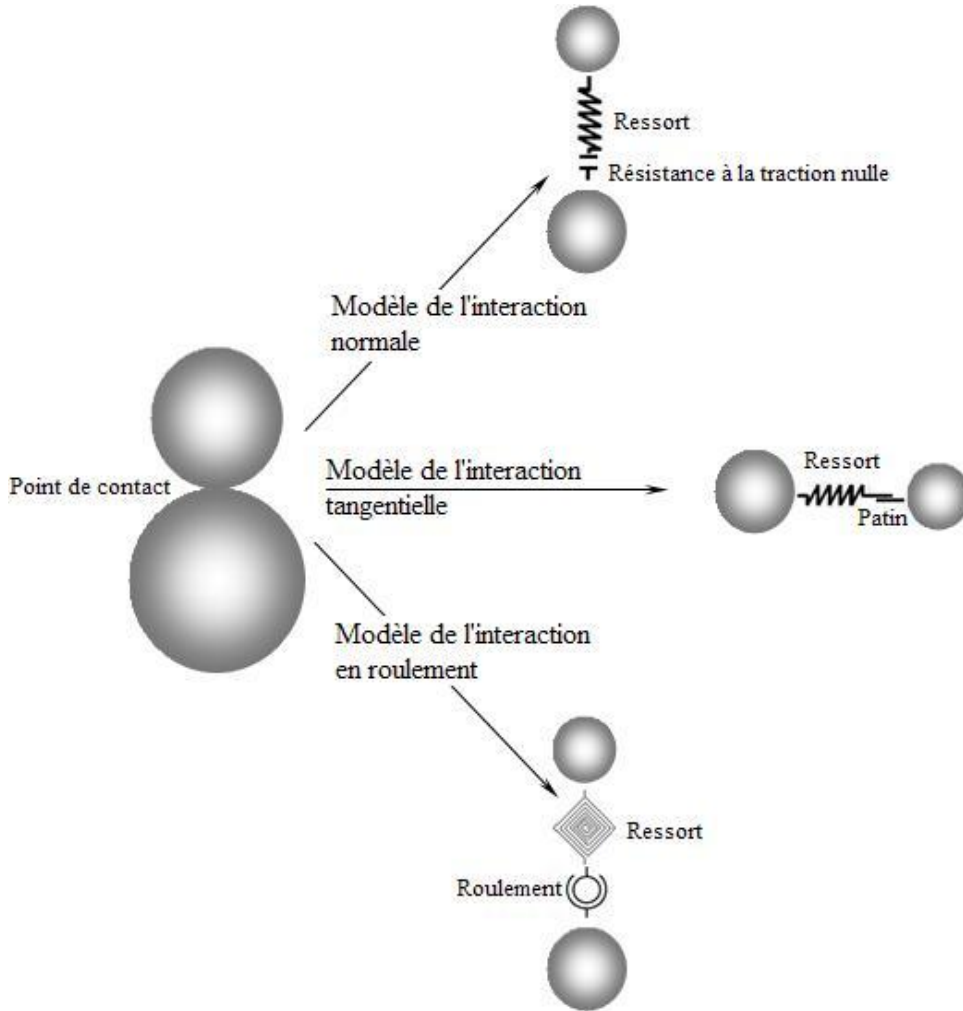 Ressort
Résistance à la traction nulle
Modèle de l'interaction
normale
Point de contact
Modèle de l'interaction
tangentielle
Ressort
Patin
Modèle de l'interaction
en roulement
Ressort
Roulement